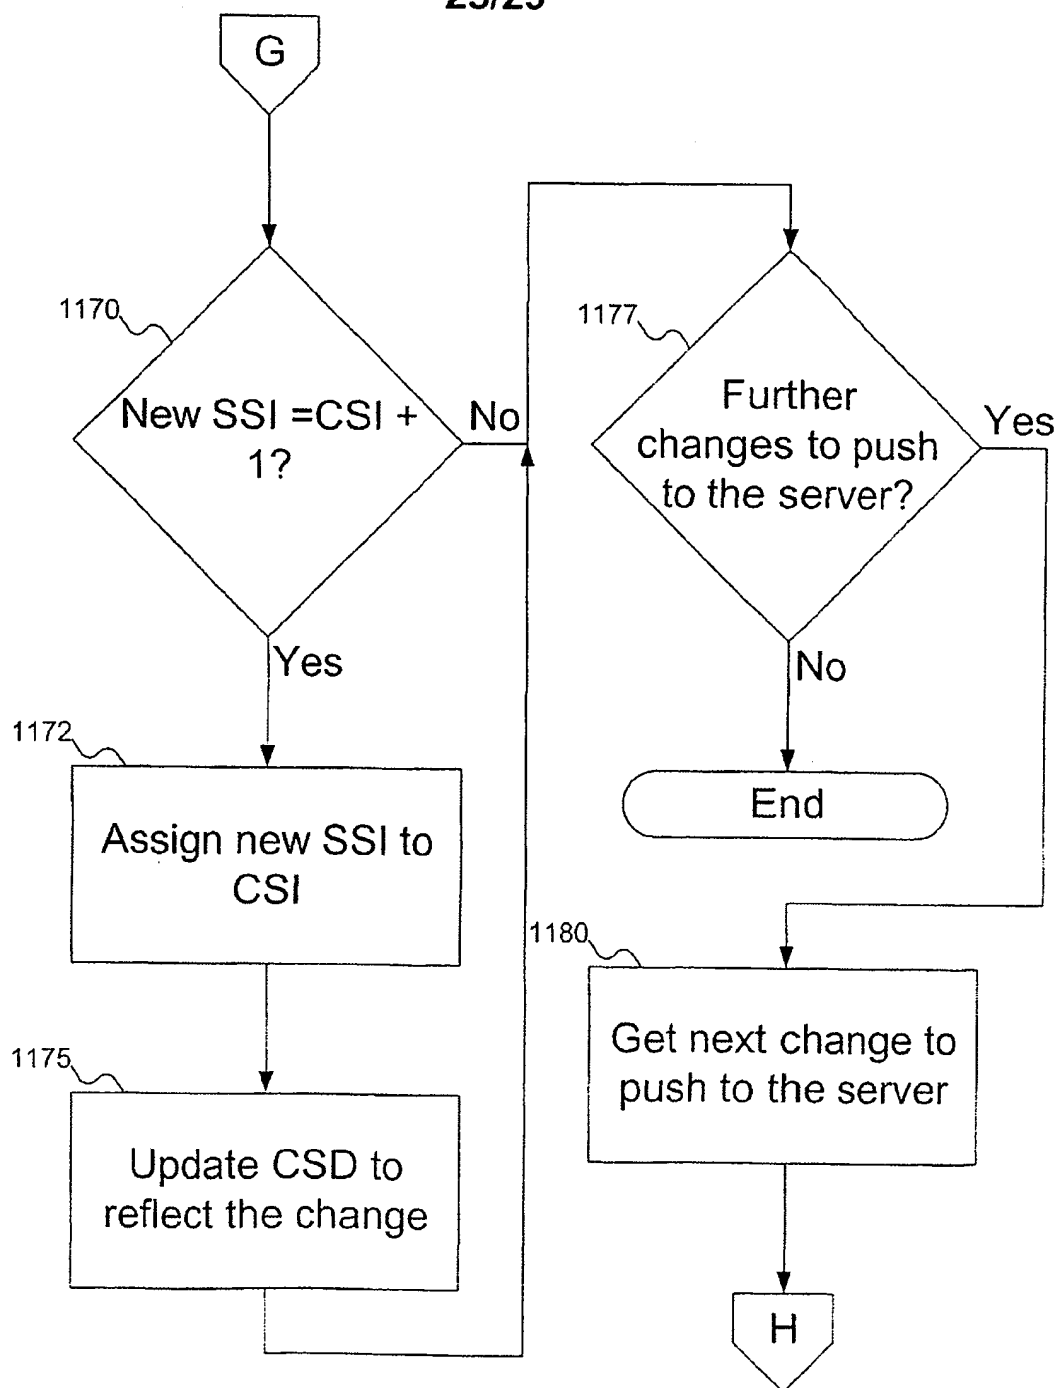 G
1170
New SSI =CSI +
1?
No
Yes
1172
Assign new SSI to
CSI
1175
Update CSD to
reflect the change
1177
Further
changes to push
to the server?
Yes
No
End
1180
Get next change to
push to the server
H